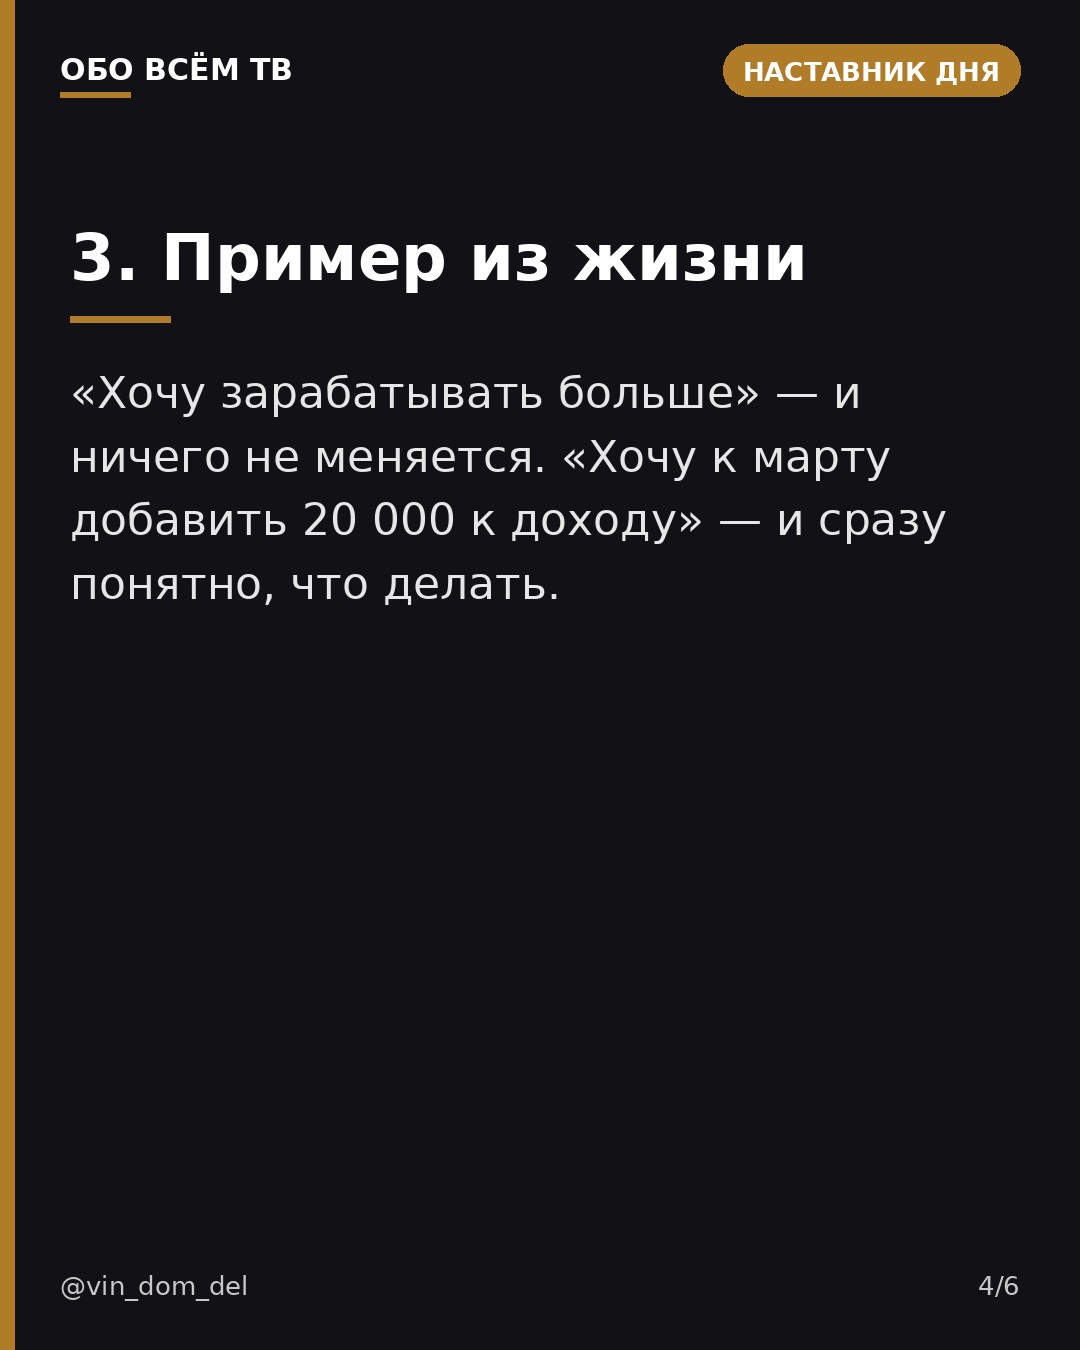 ОБО ВСЁМ ТВ
НАСТАВНИК ДНЯ
3. Пример из жизни
«Хочу зарабатывать больше» — и
ничего не меняется. «Хочу к марту
добавить 20 000 к доходу» — и сразу
понятно, что делать.
@vin_dom_del
4/6